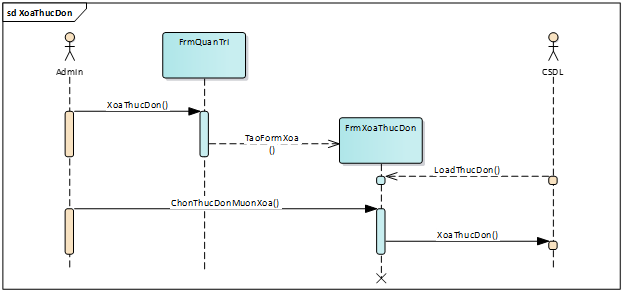 sd XoaThucDon
FrmQuanTri
Admin
CSDL
XoaThucDon()
FrmXoaThucDon
TaoFormXoa
()
LoadThucDon()
ChonThucDonMuonXoa()
XoaThucDon()